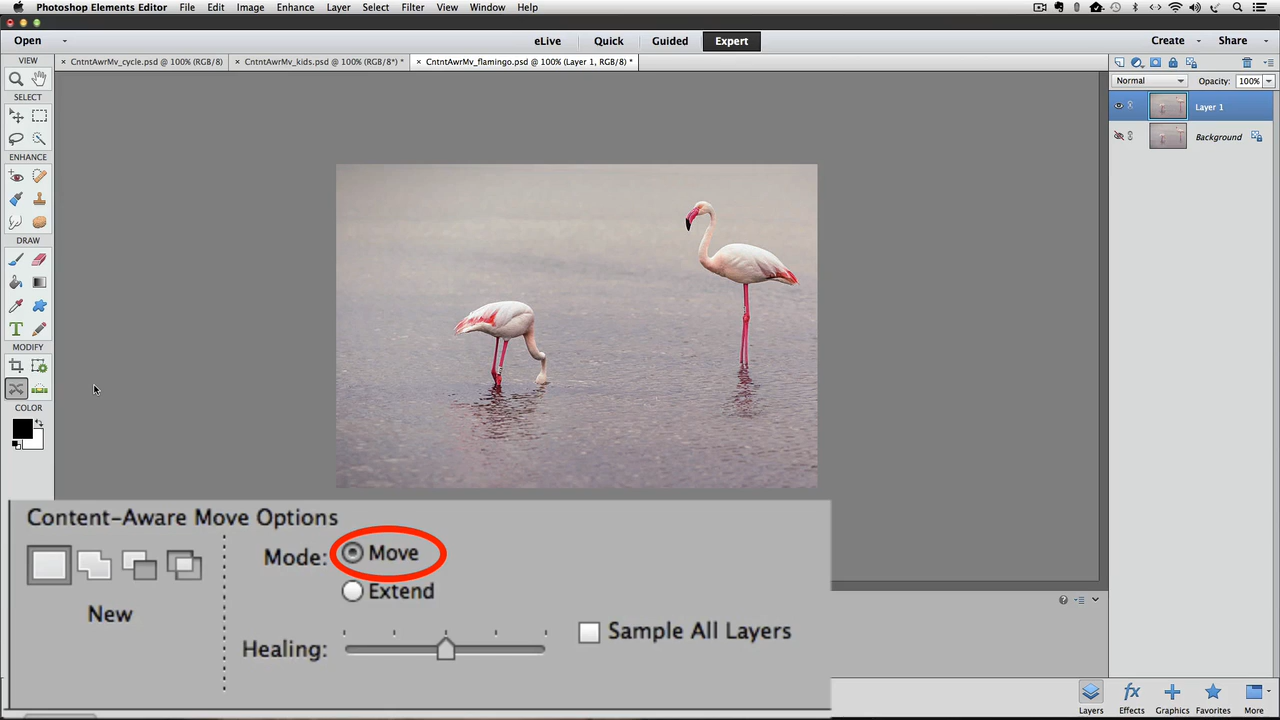 Photoshop Elements Editor File Edit Image Enhance Layer Select Filter View Window Help
Open eLive Quick Guided Expert Create Share
VIEW × CntntAwrMv_cycle.psd @ 100% (RGB/8) × CntntAwrMv_kids.psd @ 100% (RGB/8*) * × CntntAwrMv_flamingo.psd @ 100% (Layer 1, RGB/8) *
Normal Opacity: 100%
SELECT
Layer 1
Background
ENHANCE
DRAW
T
MODIFY
COLOR
Content-Aware Move Options
Mode: Move
Extend
New
Healing: Sample All Layers
fx
Layers Effects Graphics Favorites More